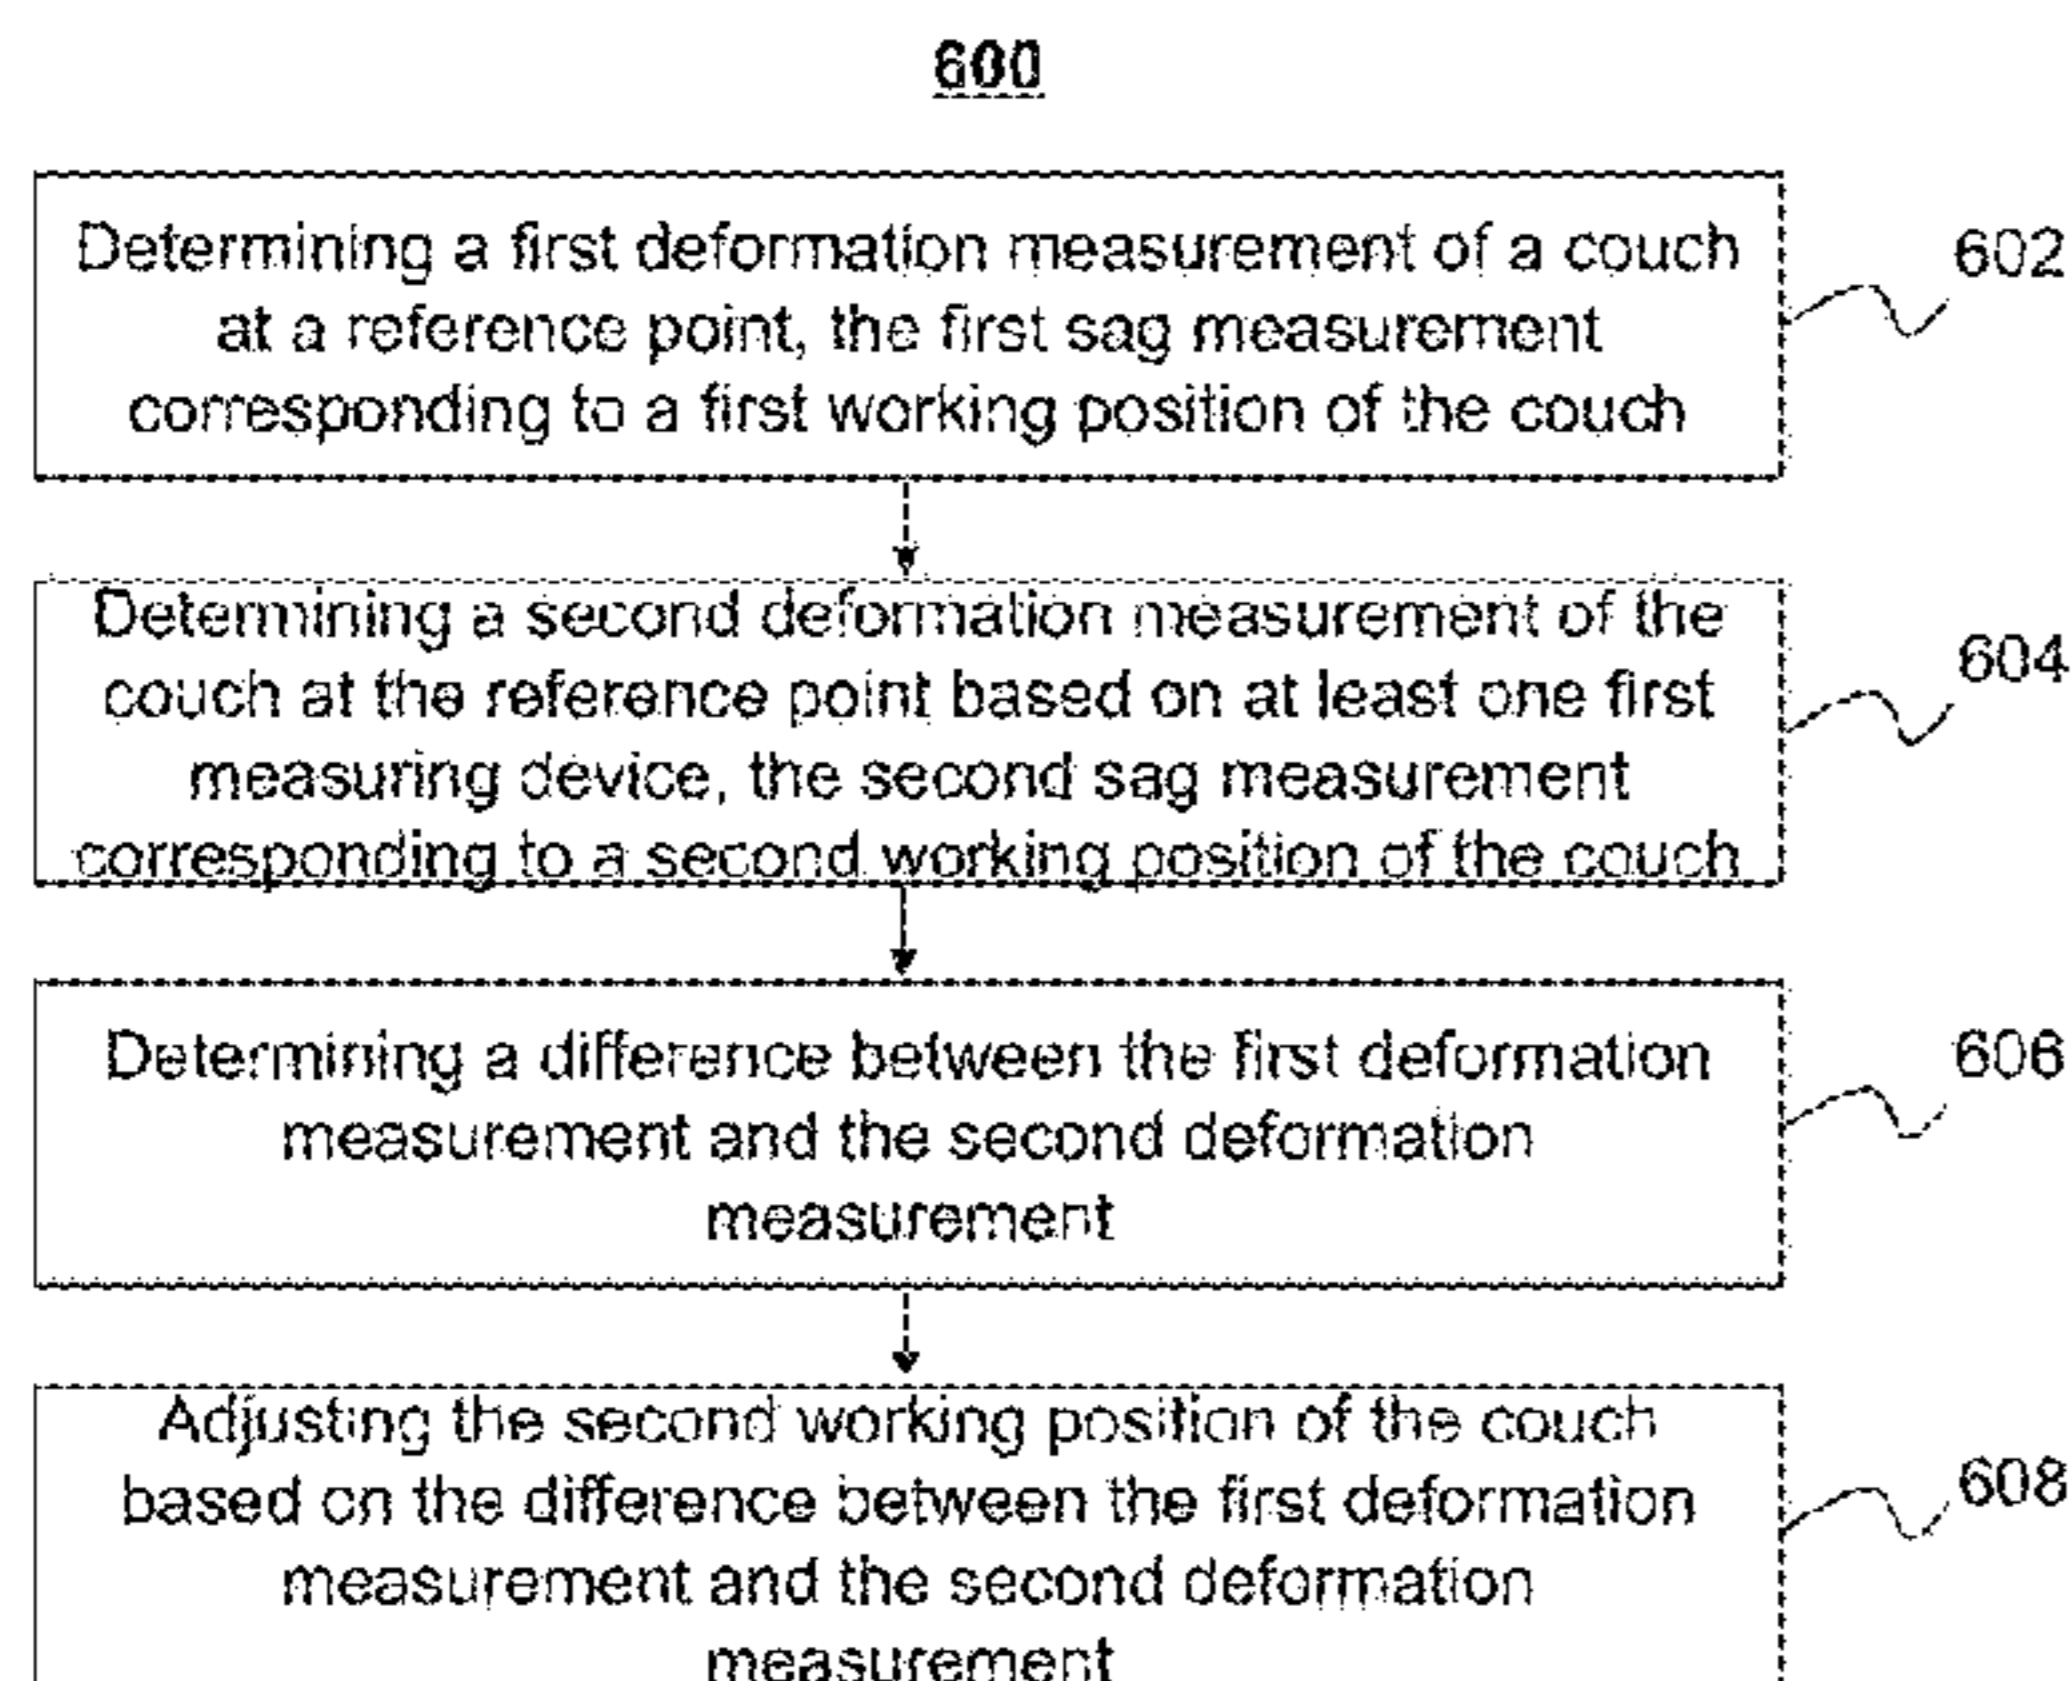 600
Determining a first deformation measurement of a couch
at a reference point, the first sag measurement
corresponding to a first working position of the couch
602
Determining a second deformation measurement of the
couch at the reference point based on at least one first
measuring device, the second sag measurement
corresponding to a second working position of the couch
604
Determining a difference between the first deformation
measurement and the second deformation
measurement
606
Adjusting the second working position of the couch
based on the difference between the first deformation
measurement and the second deformation
measurement
608